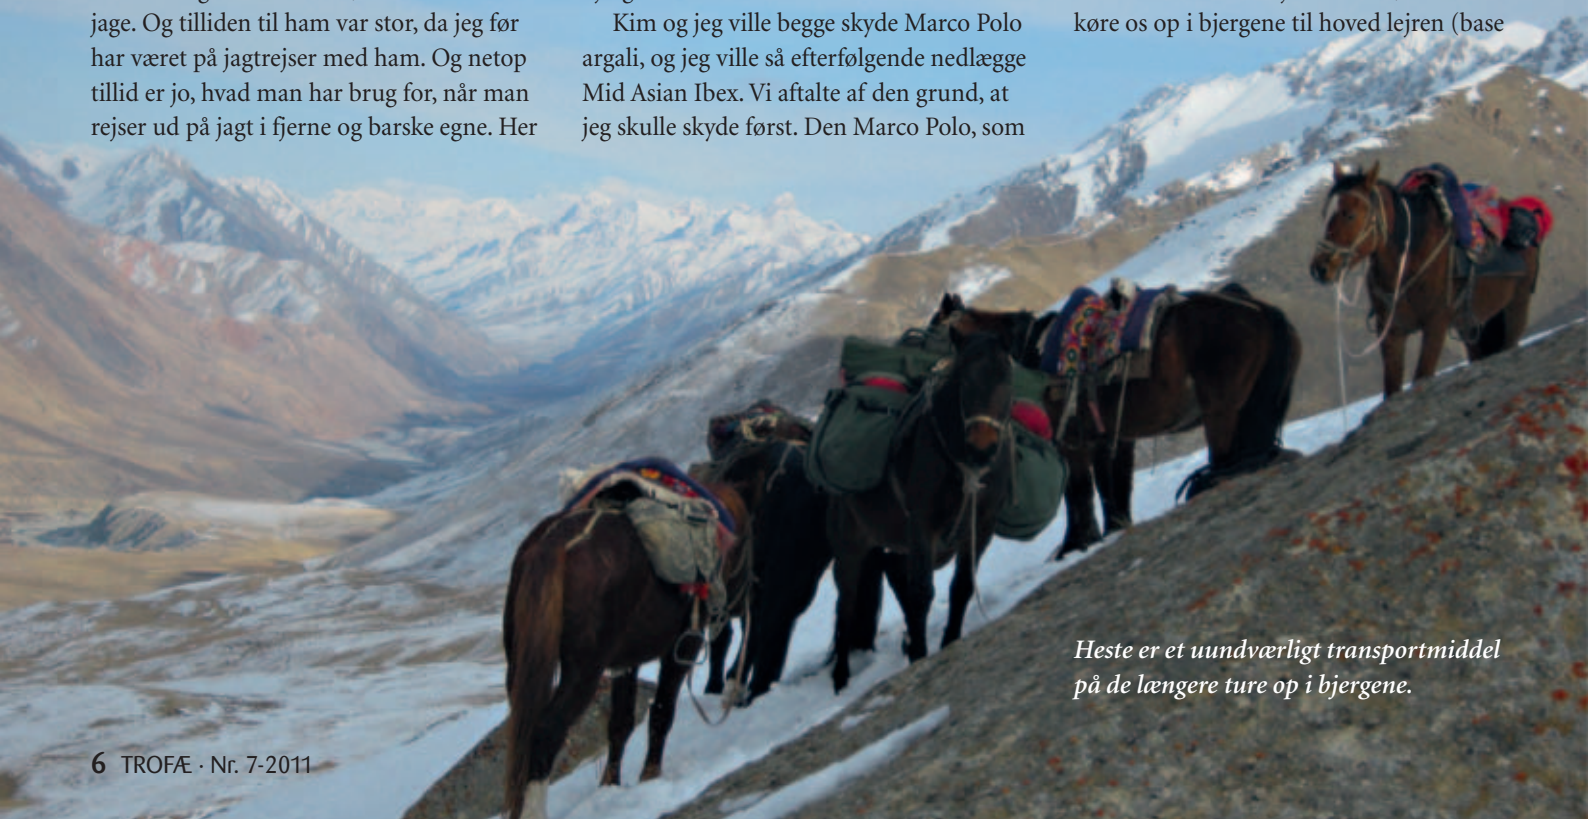 jage. Og tilliden til ham var stor, da jeg før
har været på jagtrejser med ham. Og netop
tillid er jo, hvad man har brug for, når man
rejser ud på jagt i fjerne og barske egne. Her
Kim og jeg ville begge skyde Marco Polo
argali, og jeg ville så efterfølgende nedlægge
Mid Asian Ibex. Vi aftalte af den grund, at
jeg skulle skyde først. Den Marco Polo, som
køre os op i bjergene til hoved lejren (base
Heste er et uundværligt transportmiddel
på de længere ture op i bjergene.
6 TROFÆ · Nr. 7-2011